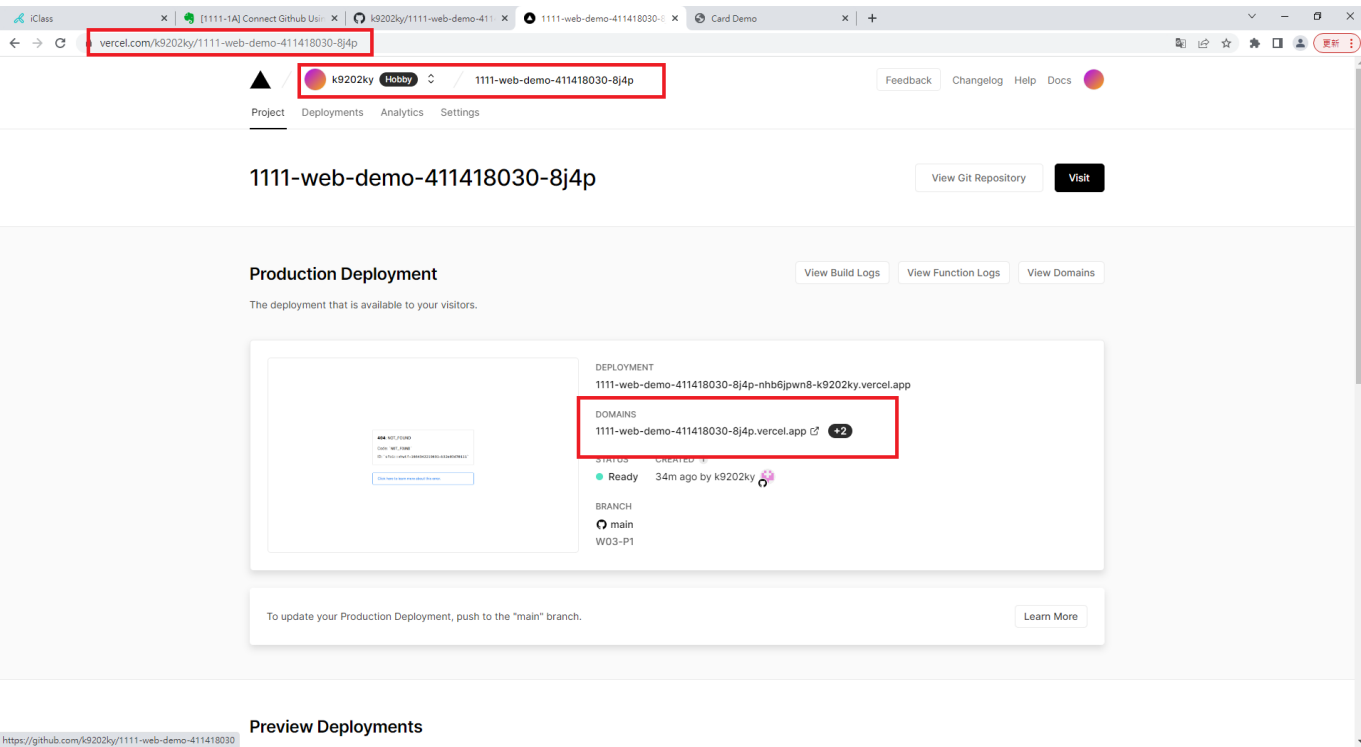 iClass
[1111-1A] Connect Github Usin
k9202ky/1111-web-demo-411
1111-web-demo-411418030-8
Card Demo
vercel.com/k9202ky/1111-web-demo-411418030-8j4p
更新
k9202ky Hobby / 1111-web-demo-411418030-8j4p
Feedback Changelog Help Docs
Project Deployments Analytics Settings
1111-web-demo-411418030-8j4p
View Git Repository Visit
Production Deployment
View Build Logs View Function Logs View Domains
The deployment that is available to your visitors.
DEPLOYMENT
1111-web-demo-411418030-8j4p-nhb6jpwn8-k9202ky.vercel.app
DOMAINS
1111-web-demo-411418030-8j4p.vercel.app +2
STATUS CREATED
Ready 34m ago by k9202ky
BRANCH
main
W03-P1
404: NOT_FOUND
Code: NOT_FOUND
To update your Production Deployment, push to the "main" branch.
Learn More
Preview Deployments
https://github.com/k9202ky/1111-web-demo-411418030